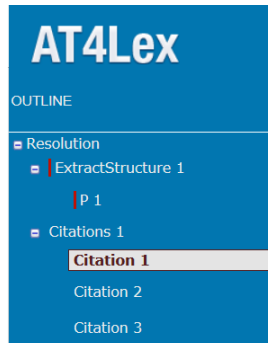 AT4Lex
OUTLINE
Resolution
ExtractStructure 1
P 1
Citations 1
Citation 1
Citation 2
Citation 3